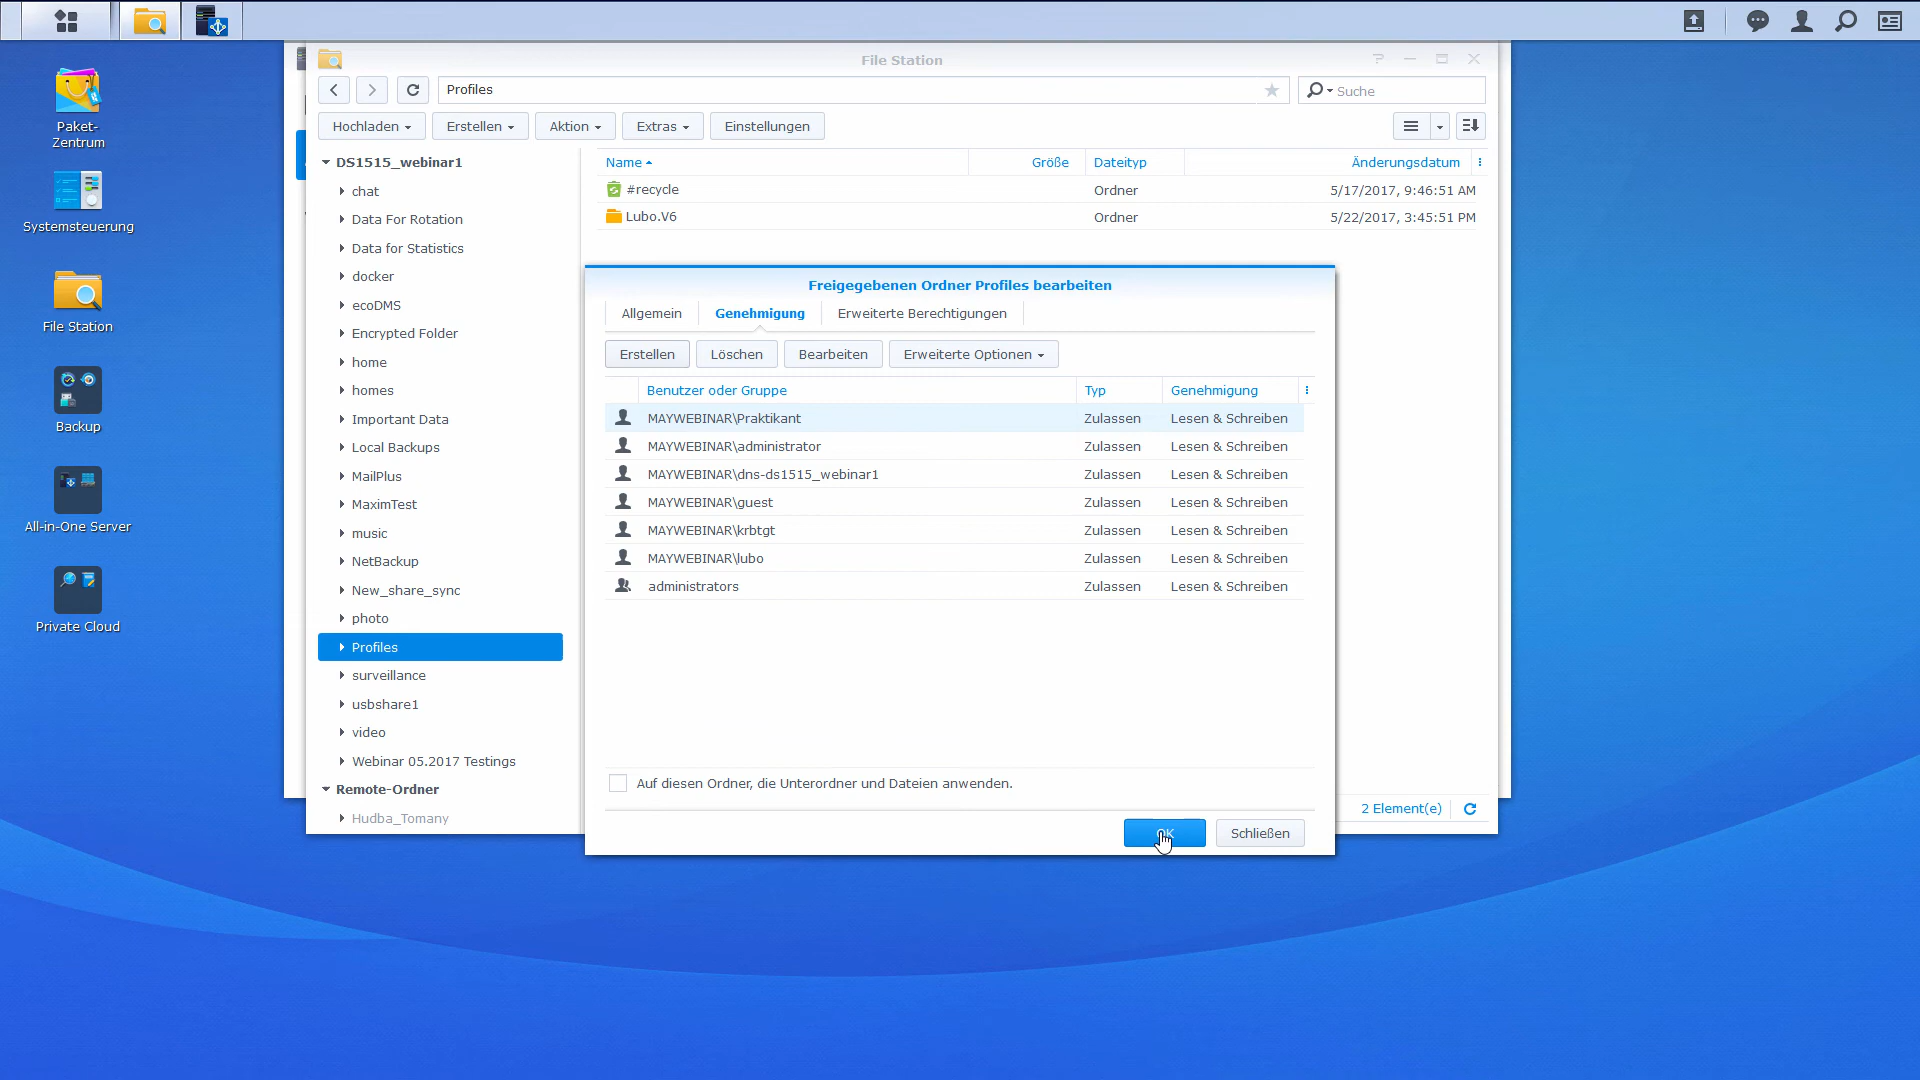 Paket-
Zentrum
Systemsteuerung
File Station
Backup
All-in-One Server
Private Cloud
File Station
Profiles
Suche
Hochladen
Erstellen
Aktion
Extras
Einstellungen
DS1515_webinar1
chat
Data For Rotation
Data for Statistics
docker
ecoDMS
Encrypted Folder
home
homes
Important Data
Local Backups
MailPlus
MaximTest
music
NetBackup
New_share_sync
photo
Profiles
surveillance
usbshare1
video
Webinar 05.2017 Testings
Remote-Ordner
Hudba_Tomany
Name Größe Dateityp Änderungsdatum
#recycle Ordner 5/17/2017, 9:46:51 AM
Lubo.V6 Ordner 5/22/2017, 3:45:51 PM
Freigegebenen Ordner Profiles bearbeiten
Allgemein Genehmigung Erweiterte Berechtigungen
Erstellen Löschen Bearbeiten Erweiterte Optionen
Benutzer oder Gruppe Typ Genehmigung
MAYWEBINAR\Praktikant Zulassen Lesen & Schreiben
MAYWEBINAR\administrator Zulassen Lesen & Schreiben
MAYWEBINAR\dns-ds1515_webinar1 Zulassen Lesen & Schreiben
MAYWEBINAR\guest Zulassen Lesen & Schreiben
MAYWEBINAR\krbtgt Zulassen Lesen & Schreiben
MAYWEBINAR\lubo Zulassen Lesen & Schreiben
administrators Zulassen Lesen & Schreiben
Auf diesen Ordner, die Unterordner und Dateien anwenden.
OK Schließen
2 Element(e)